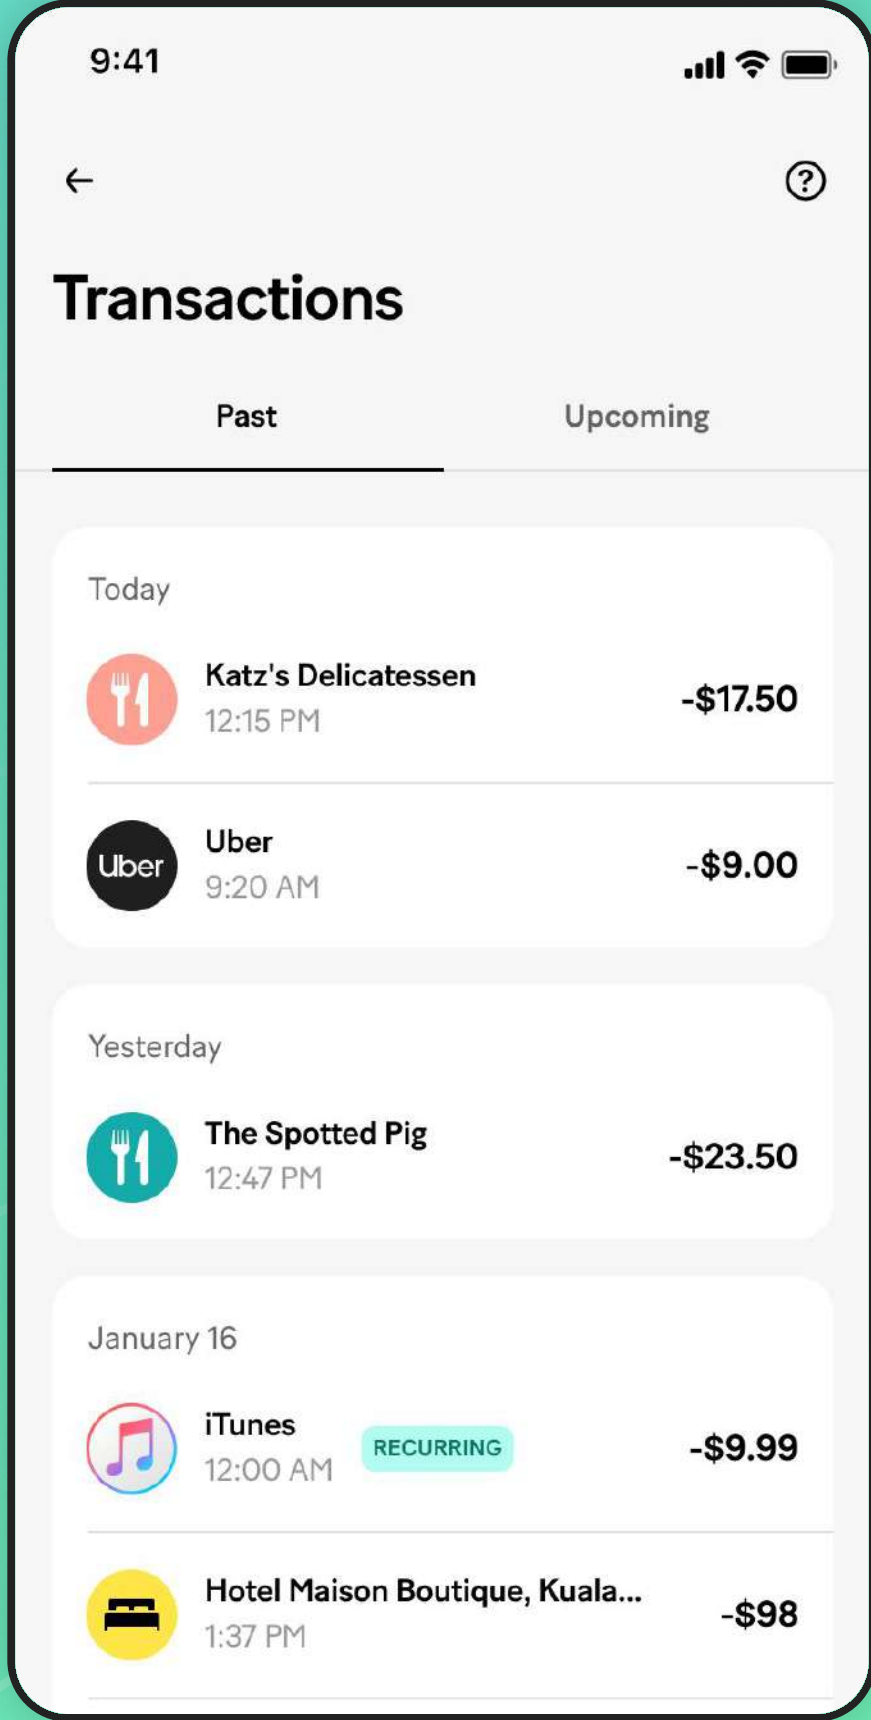 9:41
?
Transactions
Past
Upcoming
Today
Katz's Delicatessen
12:15 PM
-$17.50
Uber
Uber
9:20 AM
-$9.00
Yesterday
The Spotted Pig
12:47 PM
-$23.50
January 16
iTunes
12:00 AM
RECURRING
-$9.99
Hotel Maison Boutique, Kuala...
1:37 PM
-$98